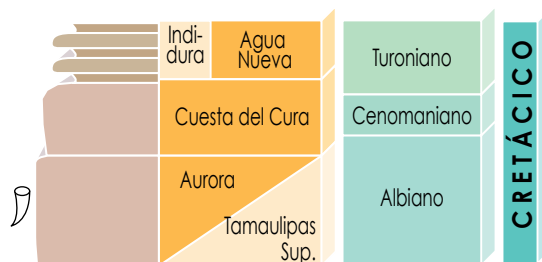 Indi-
dura
Agua
Nueva
Turoniano
Cuesta del Cura
Cenomaniano
Aurora
Tamaulipas
Sup.
Albiano
CRETÁCICO